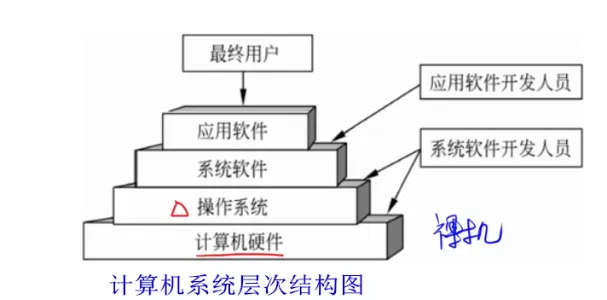 最终用户
应用软件开发人员
应用软件
系统软件开发人员
系统软件
操作系统
计算机硬件
裸机
计算机系统层次结构图